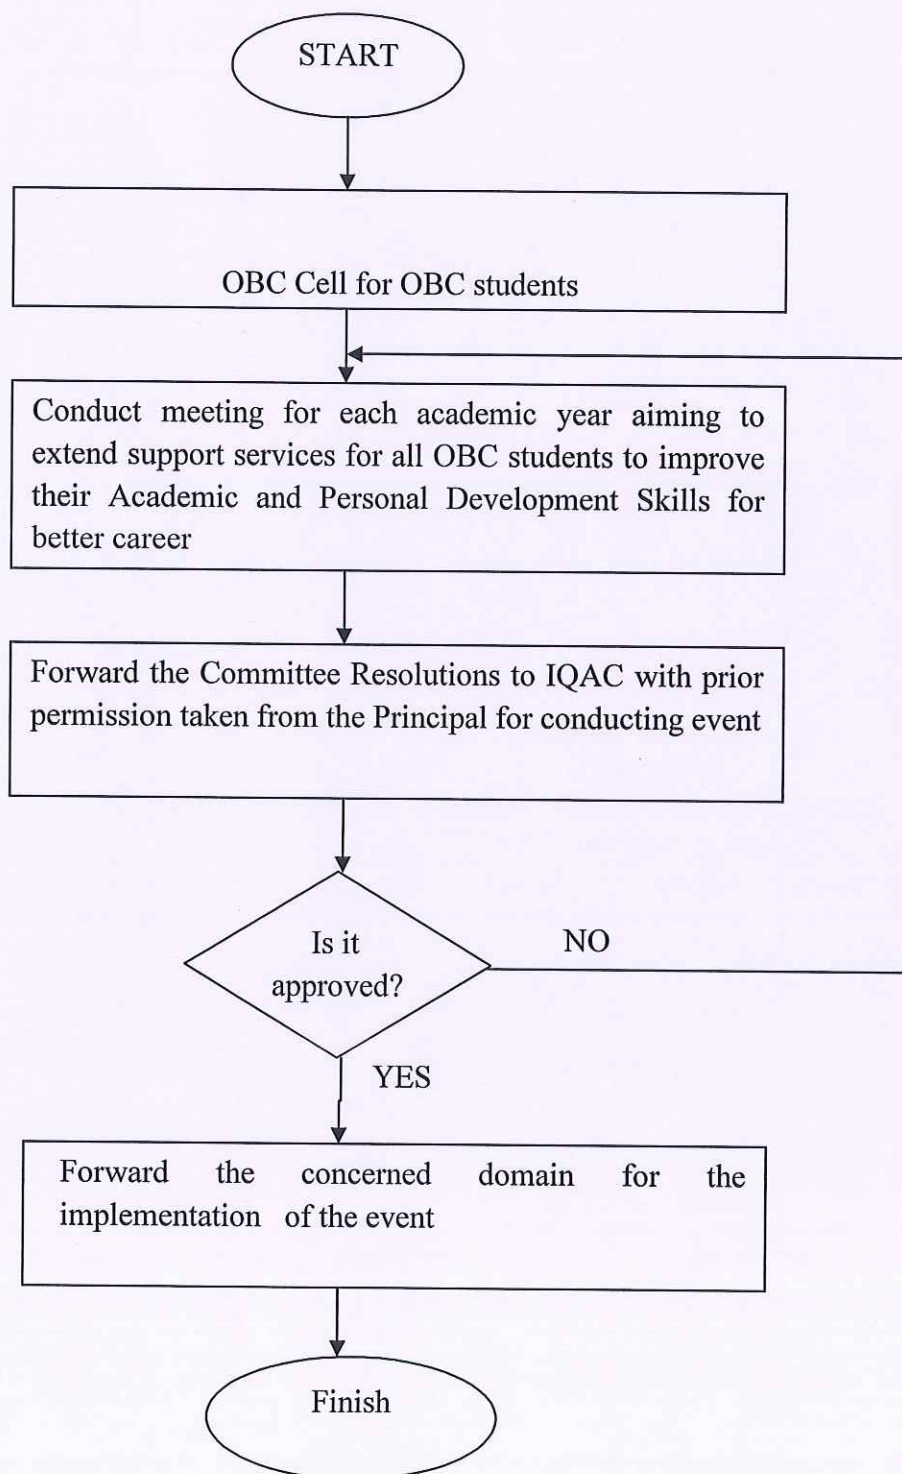 START
OBC Cell for OBC students
Conduct meeting for each academic year aiming to
extend support services for all OBC students to improve
their Academic and Personal Development Skills for
better career
Forward the Committee Resolutions to IQAC with prior
permission taken from the Principal for conducting event
Is it
approved?
NO
YES
Forward the concerned domain for the
implementation of the event
Finish